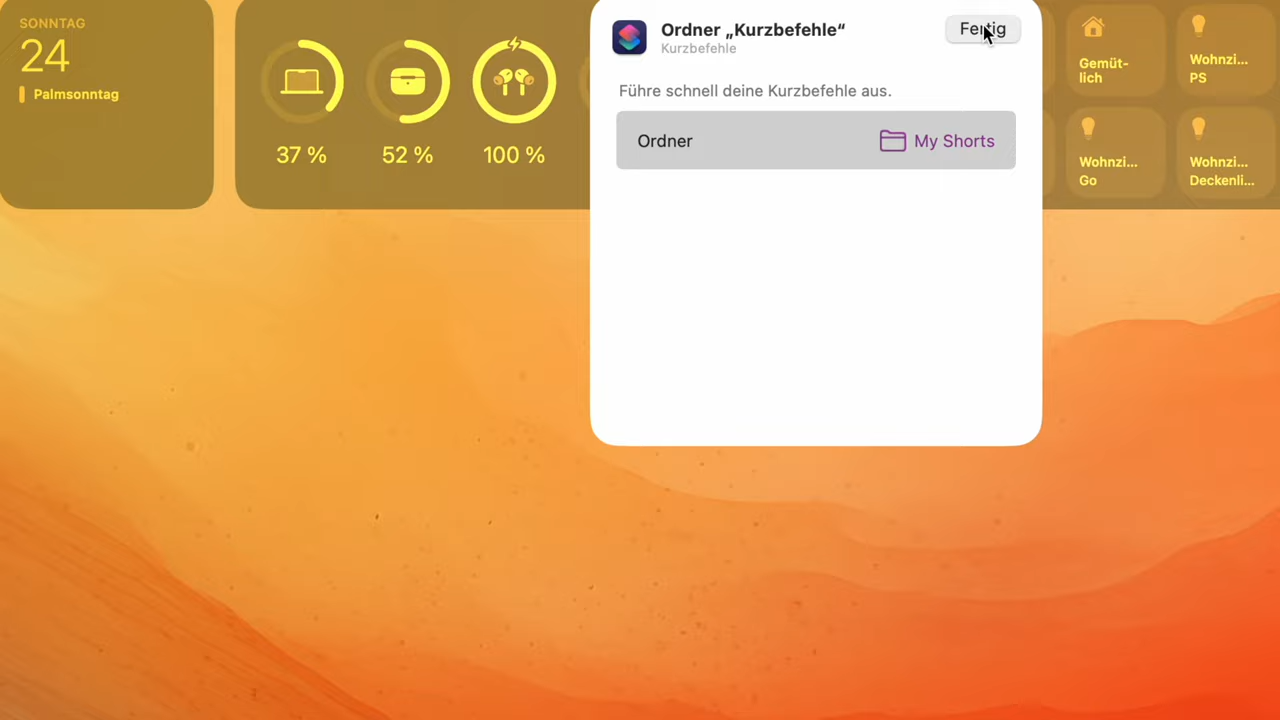 SONNTAG
24
Palmsonntag
37 %
52 %
100 %
Ordner „Kurzbefehle“
Kurzbefehle
Fertig
Führe schnell deine Kurzbefehle aus.
Ordner
My Shorts
Gemüt-
lich
Wohnzi...
PS
Wohnzi...
Go
Wohnzi...
Deckenli...